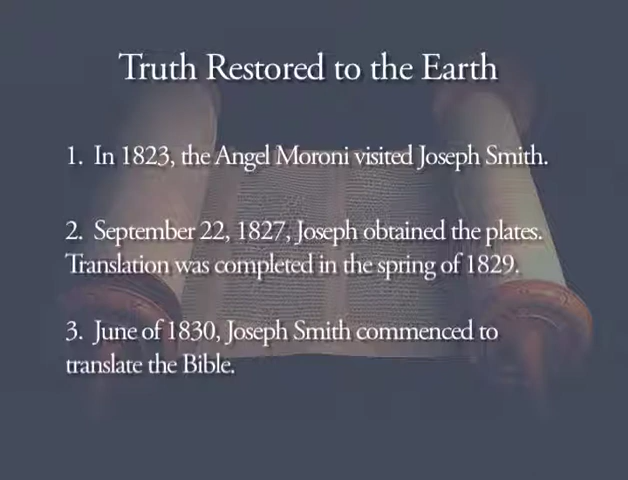 Truth Restored to the Earth
1. In 1823, the Angel Moroni visited Joseph Smith.
2. September 22, 1827, Joseph obtained the plates.
Translation was completed in the spring of 1829.
3. June of 1830, Joseph Smith commenced to
translate the Bible.